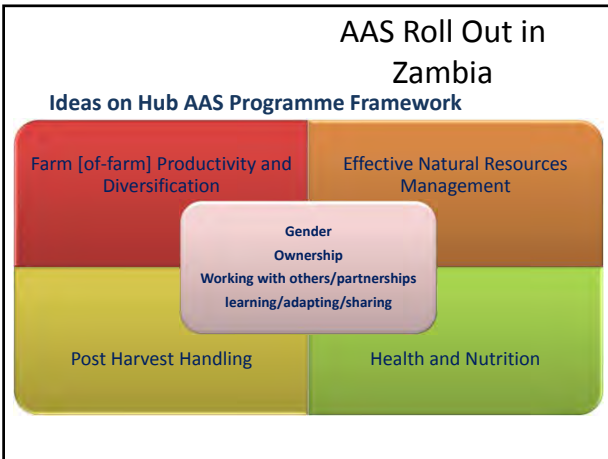 AAS Roll Out in
Zambia
Ideas on Hub AAS Programme Framework
Farm [of-farm] Productivity and
Diversification
Effective Natural Resources
Management
Gender
Ownership
Working with others/partnerships
learning/adapting/sharing
Post Harvest Handling
Health and Nutrition